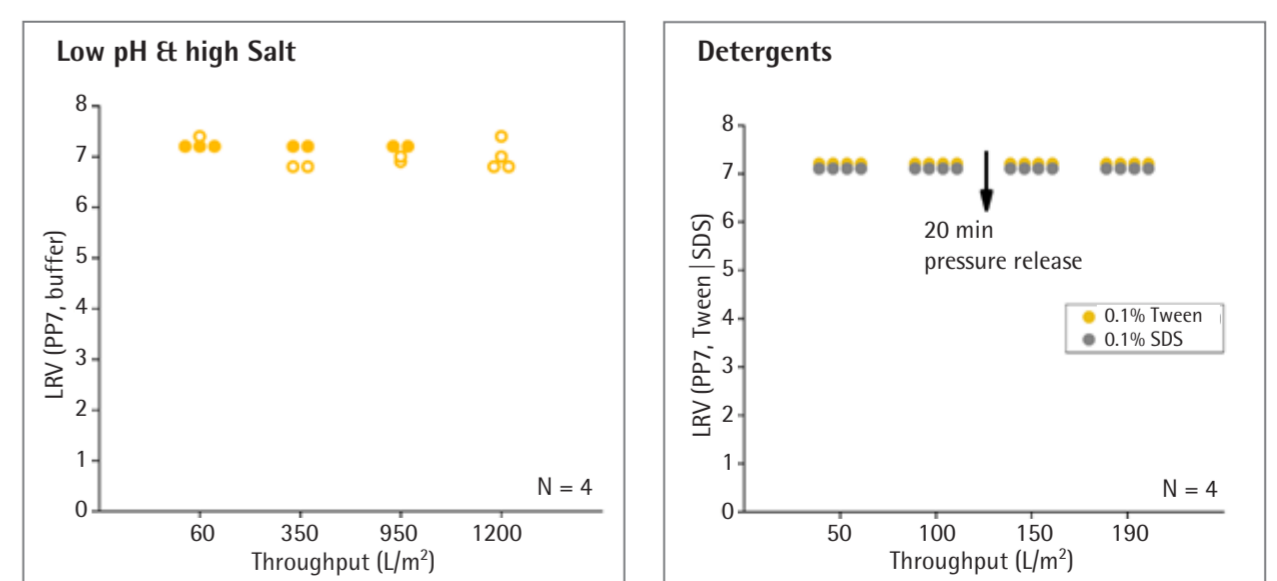 Low pH & high Salt
LRV (PP7, buffer)
8
7
6
5
4
3
2
1
0
60 350 950 1200
Throughput (L/m²)
N = 4
Detergents
LRV (PP7, Tween | SDS)
8
7
6
5
4
3
2
1
0
20 min
pressure release
0.1% Tween
0.1% SDS
N = 4
50 100 150 190
Throughput (L/m²)